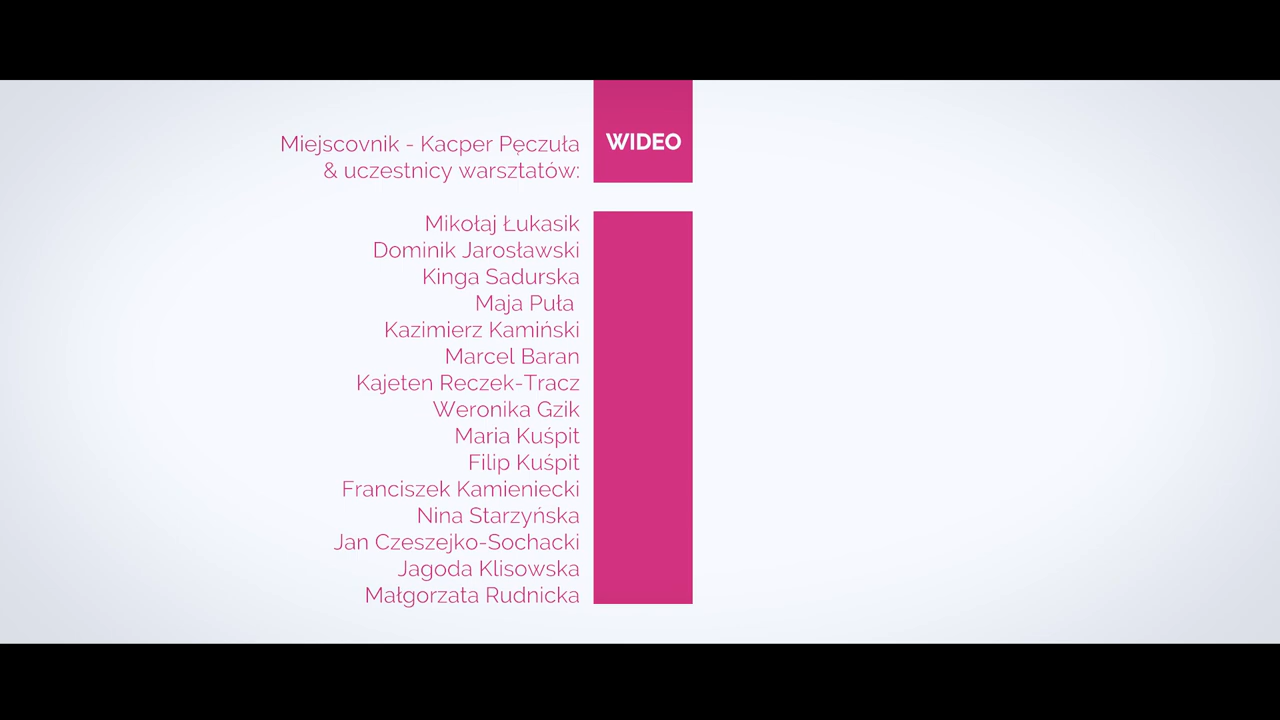 Miejscovnik - Kacper Pęczuła
& uczestnicy warsztatów:
WIDEO
Mikołaj Łukasik
Dominik Jarosławski
Kinga Sadurska
Maja Puła
Kazimierz Kamiński
Marcel Baran
Kajeten Reczek-Tracz
Weronika Gzik
Maria Kuśpit
Filip Kuśpit
Franciszek Kamieniecki
Nina Starzyńska
Jan Czeszejko-Sochacki
Jagoda Klisowska
Małgorzata Rudnicka